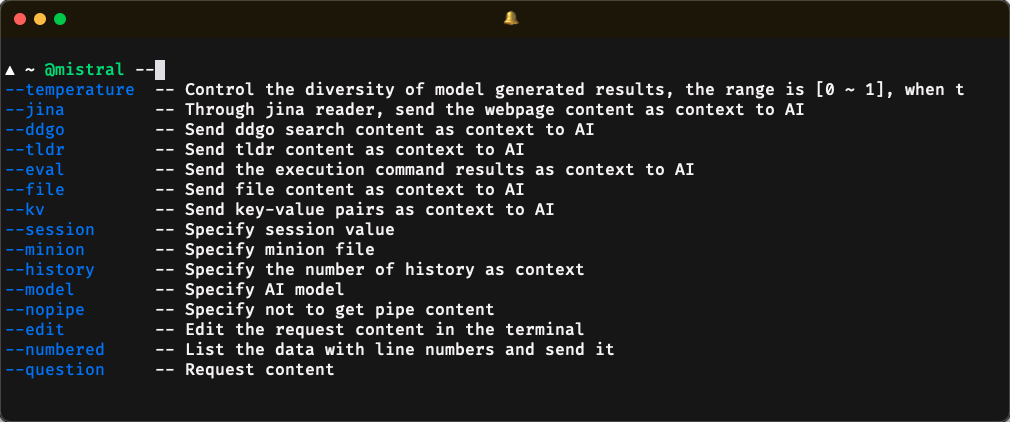 ▲ ~ @mistral --
--temperature -- Control the diversity of model generated results, the range is [0 ~ 1], when t
--jina -- Through jina reader, send the webpage content as context to AI
--ddgo -- Send ddgo search content as context to AI
--tldr -- Send tldr content as context to AI
--eval -- Send the execution command results as context to AI
--file -- Send file content as context to AI
--kv -- Send key-value pairs as context to AI
--session -- Specify session value
--minion -- Specify minion file
--history -- Specify the number of history as context
--model -- Specify AI model
--nopipe -- Specify not to get pipe content
--edit -- Edit the request content in the terminal
--numbered -- List the data with line numbers and send it
--question -- Request content